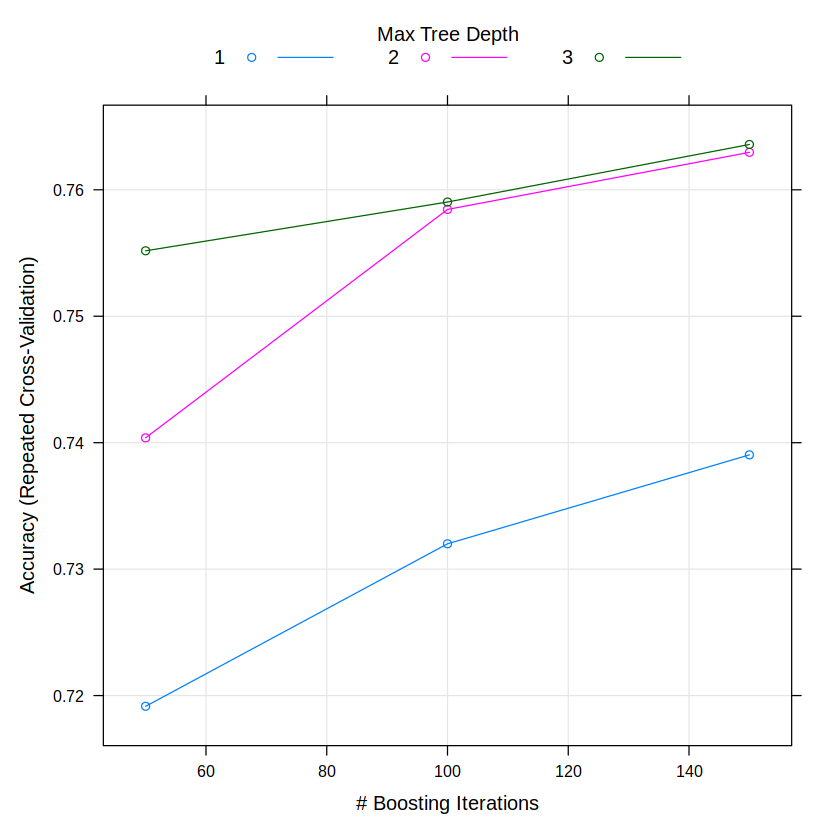 Max Tree Depth
1 2 3
0.76
0.75
0.74
0.73
0.72
Accuracy (Repeated Cross-Validation)
60 80 100 120 140
# Boosting Iterations